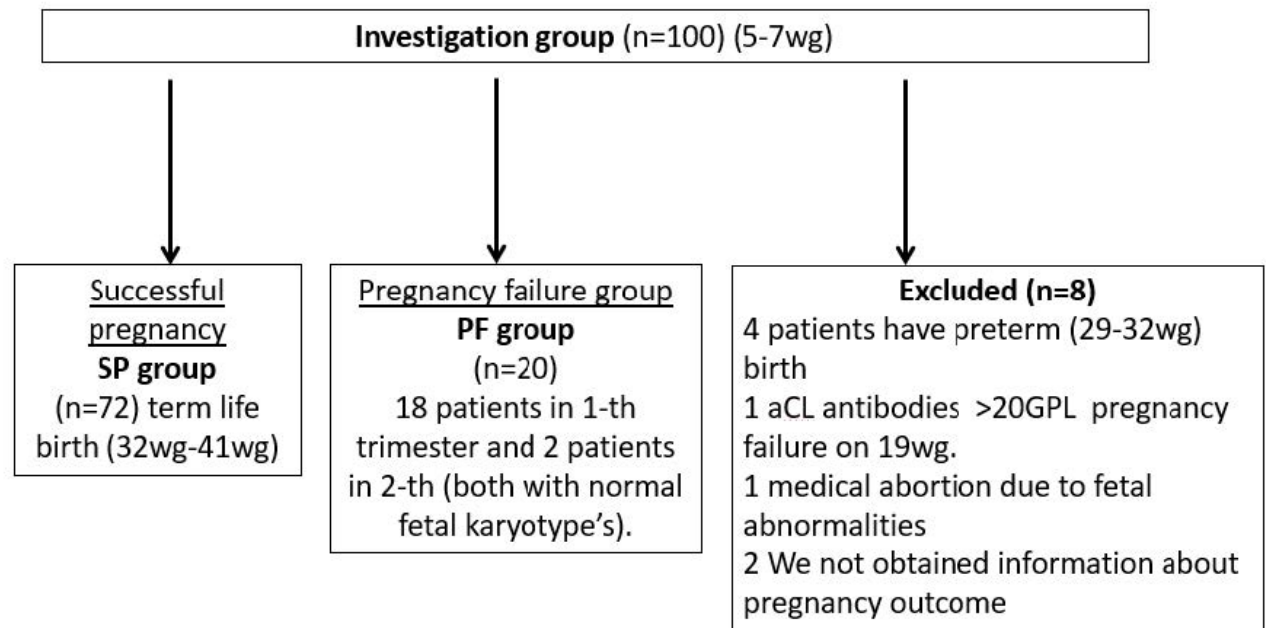 Investigation group (n=100) (5-7wg)
Successful
pregnancy
SP group
(n=72) term life
birth (32wg-41wg)
Pregnancy failure group
PF group
(n=20)
18 patients in 1-th
trimester and 2 patients
in 2-th (both with normal
fetal karyotype’s).
Excluded (n=8)
4 patients have preterm (29-32wg)
birth
1 aCL antibodies >20GPL pregnancy
failure on 19wg.
1 medical abortion due to fetal
abnormalities
2 We not obtained information about
pregnancy outcome